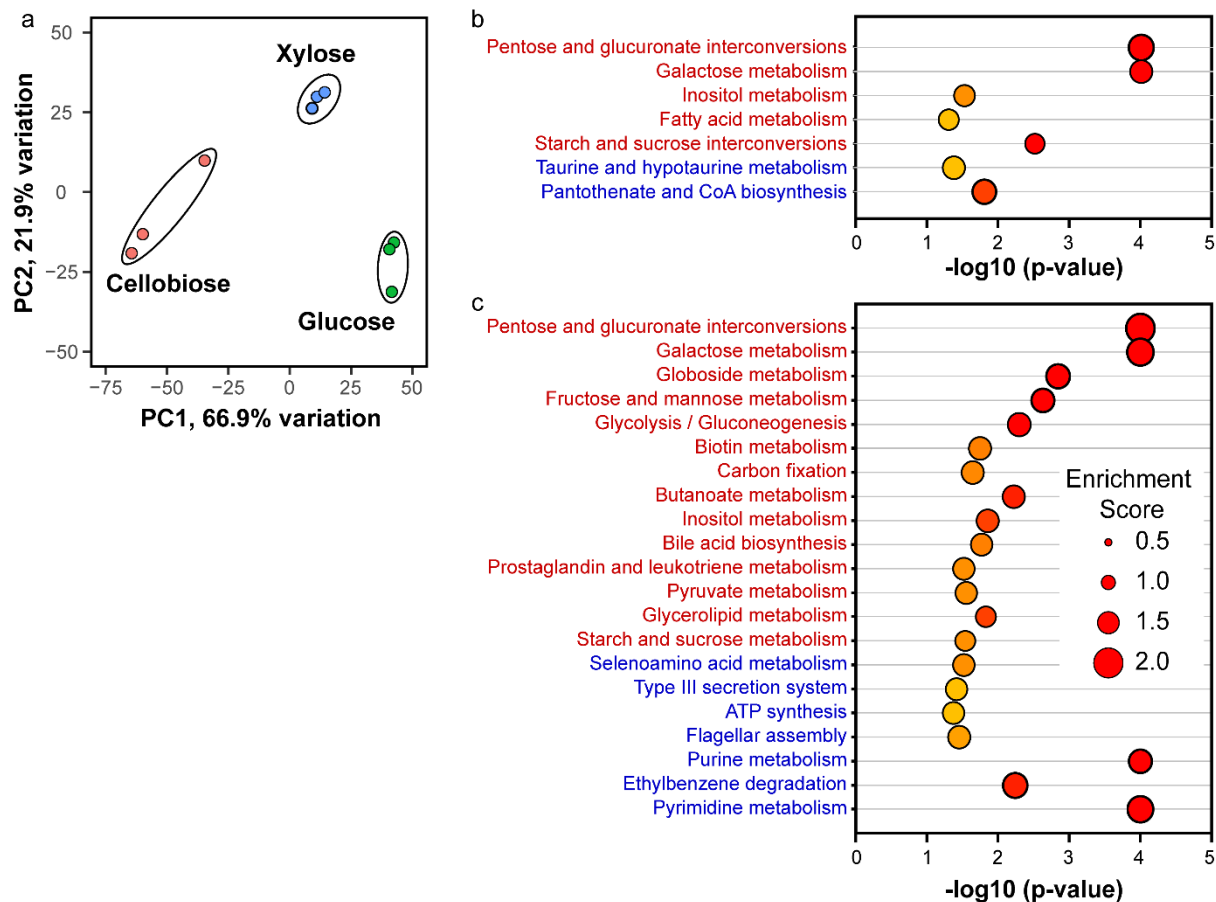 a
PC2, 21.9% variation
50
25
0
−25
−50
Xylose
Cellobiose
Glucose
−75
−50
−25
0
25
50
PC1, 66.9% variation
b
Pentose and glucuronate interconversions
Galactose metabolism
Inositol metabolism
Fatty acid metabolism
Starch and sucrose interconversions
Taurine and hypotaurine metabolism
Pantothenate and CoA biosynthesis
0 1 2 3 4 5
-log10 (p-value)
c
Pentose and glucuronate interconversions
Galactose metabolism
Globoside metabolism
Fructose and mannose metabolism
Glycolysis / Gluconeogenesis
Biotin metabolism
Carbon fixation
Butanoate metabolism
Inositol metabolism
Bile acid biosynthesis
Prostaglandin and leukotriene metabolism
Pyruvate metabolism
Glycerolipid metabolism
Starch and sucrose metabolism
Selenoamino acid metabolism
Type III secretion system
ATP synthesis
Flagellar assembly
Purine metabolism
Ethylbenzene degradation
Pyrimidine metabolism
Enrichment
Score
0.5
1.0
1.5
2.0
0 1 2 3 4 5
-log10 (p-value)